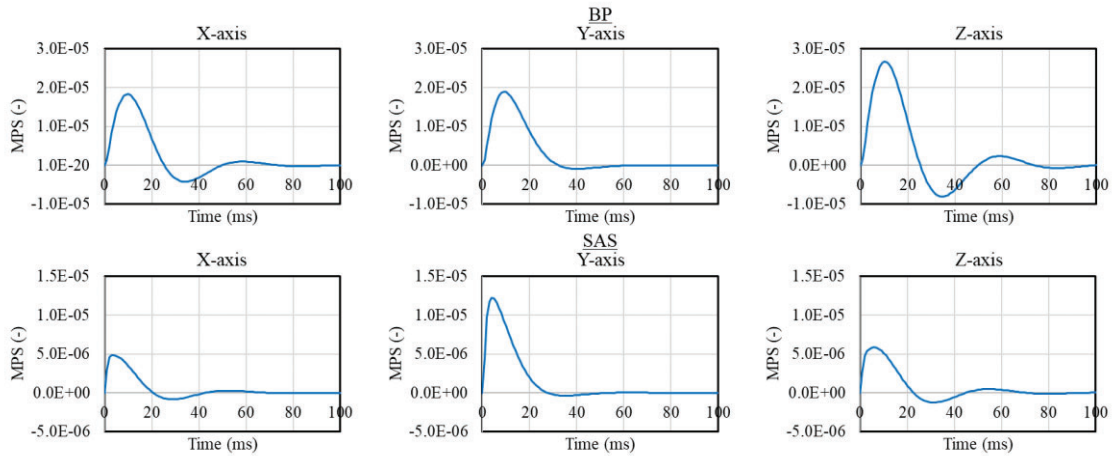 BP
X-axis Y-axis Z-axis
3.0E-05 3.0E-05 3.0E-05
2.0E-05 2.0E-05 2.0E-05
1.0E-05 1.0E-05 1.0E-05
1.0E-20 0.0E+00 0.0E+00
-1.0E-05 -1.0E-05 -1.0E-05
MPS (-) MPS (-) MPS (-)
0 20 40 60 80 100 0 20 40 60 80 100 0 20 40 60 80 100
Time (ms) Time (ms) Time (ms)
SAS
X-axis Y-axis Z-axis
1.5E-05 1.5E-05 1.5E-05
1.0E-05 1.0E-05 1.0E-05
5.0E-06 5.0E-06 5.0E-06
0.0E+00 0.0E+00 0.0E+00
-5.0E-06 -5.0E-06 -5.0E-06
MPS (-) MPS (-) MPS (-)
0 20 40 60 80 100 0 20 40 60 80 100 0 20 40 60 80 100
Time (ms) Time (ms) Time (ms)